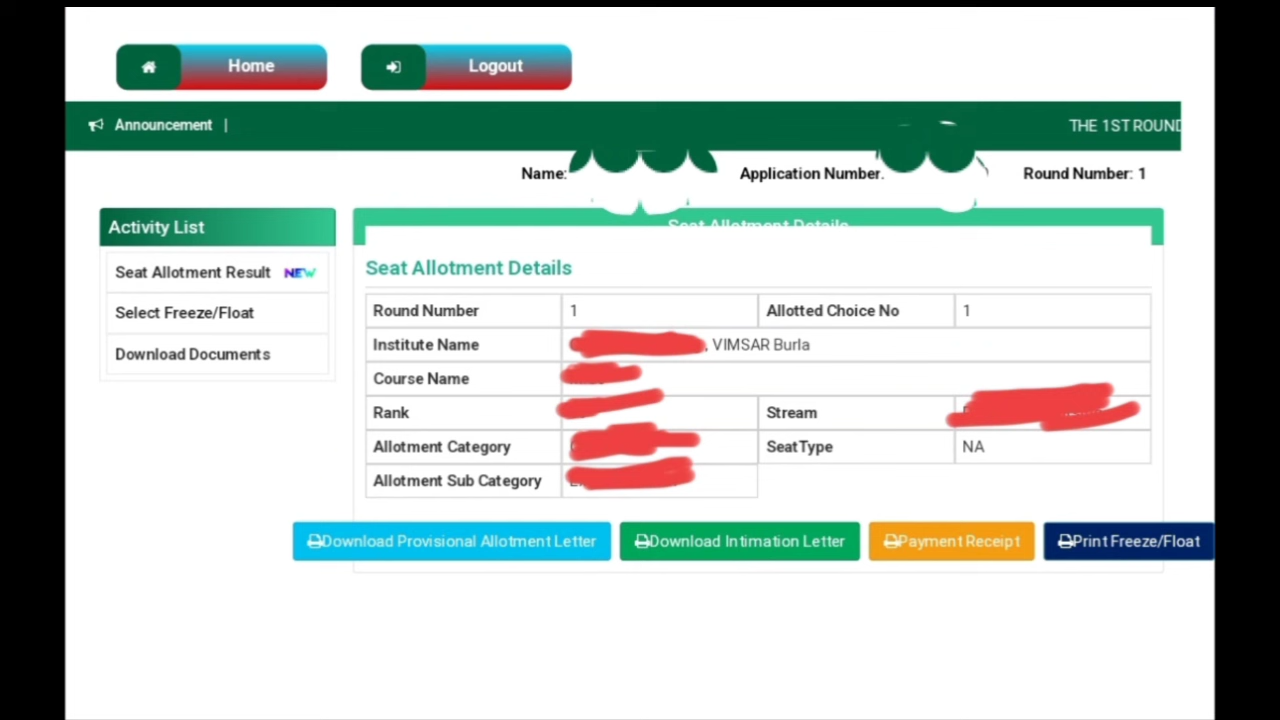 Home
Logout
Announcement |
THE 1ST ROUND
Name:
Application Number.
Round Number: 1
Activity List
Seat Allotment Result NEW
Select Freeze/Float
Download Documents
Seat Allotment Details
Seat Allotment Details
Round Number 1 Allotted Choice No 1
Institute Name , VIMSAR Burla
Course Name
Rank Stream
Allotment Category SeatType NA
Allotment Sub Category
Download Provisional Allotment Letter
Download Intimation Letter
Payment Receipt
Print Freeze/Float